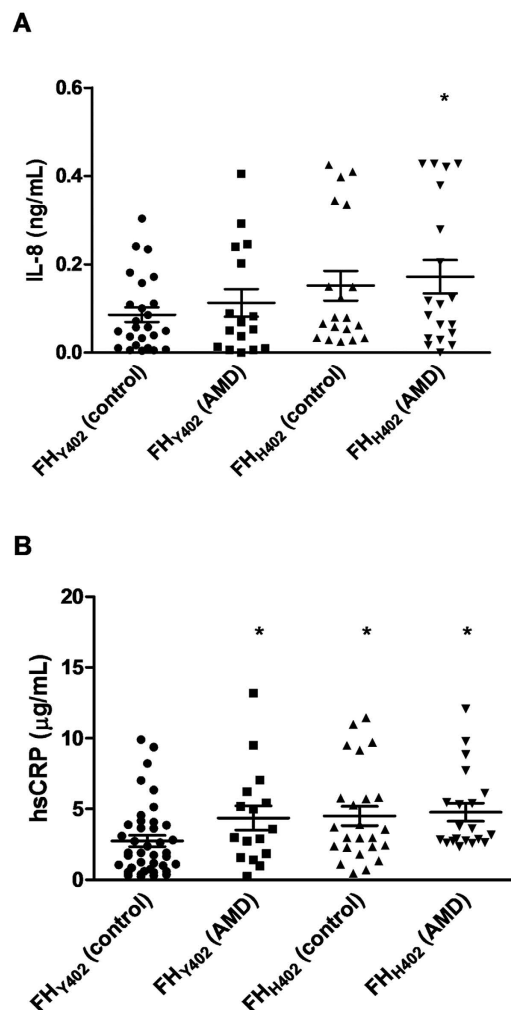 A
0.6
0.4
0.2
0.0
IL-8 (ng/mL)
*
FHY402 (control)
FHY402 (AMD)
FHH402 (control)
FHH402 (AMD)
B
20
15
10
5
0
hsCRP (µg/mL)
* * *
FHY402 (control)
FHY402 (AMD)
FHH402 (control)
FHH402 (AMD)